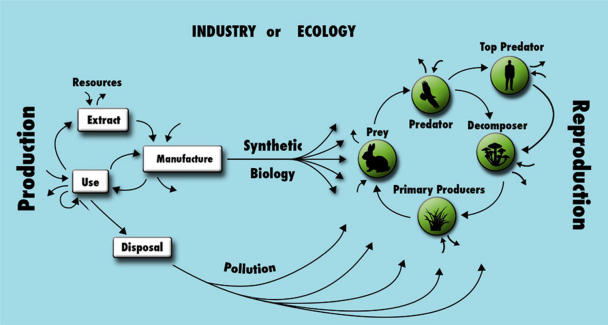 INDUSTRY or ECOLOGY
Production
Resources
Extract
Use
Manufacture
Disposal
Synthetic
Biology
Pollution
Prey
Predator
Top Predator
Decomposer
Primary Producers
Reproduction